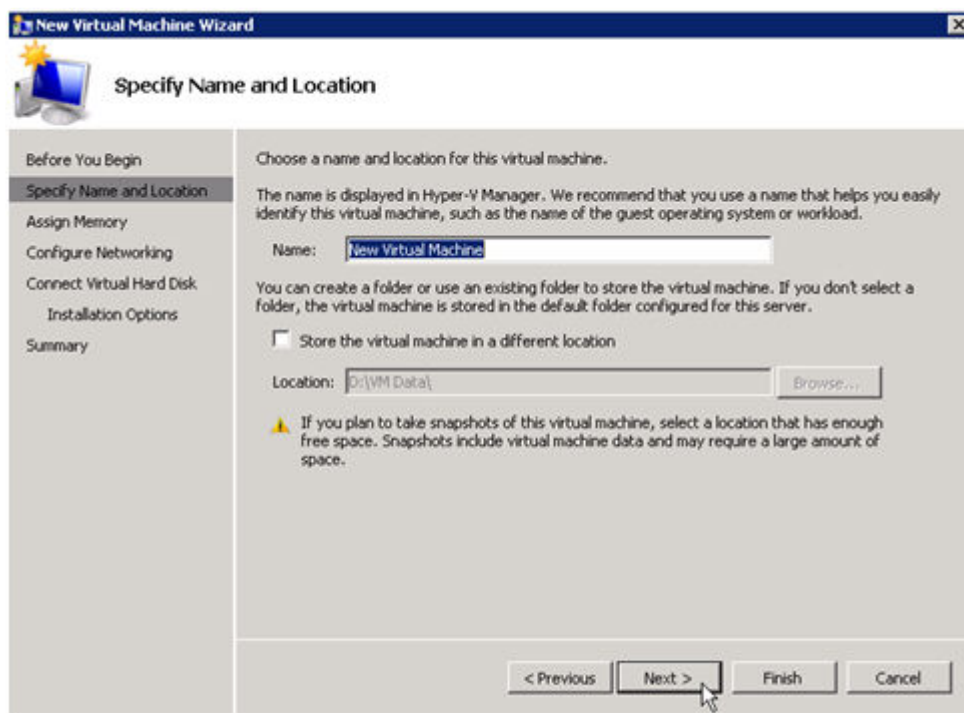 New Virtual Machine Wizard
Specify Name and Location
Before You Begin
Specify Name and Location
Assign Memory
Configure Networking
Connect Virtual Hard Disk
Installation Options
Summary
Choose a name and location for this virtual machine.
The name is displayed in Hyper-V Manager. We recommend that you use a name that helps you easily
identify this virtual machine, such as the name of the guest operating system or workload.
Name: New Virtual Machine
You can create a folder or use an existing folder to store the virtual machine. If you don't select a
folder, the virtual machine is stored in the default folder configured for this server.
Store the virtual machine in a different location
Location: D:\VM Data\ Browse...
If you plan to take snapshots of this virtual machine, select a location that has enough
free space. Snapshots include virtual machine data and may require a large amount of
space.
< Previous Next > Finish Cancel